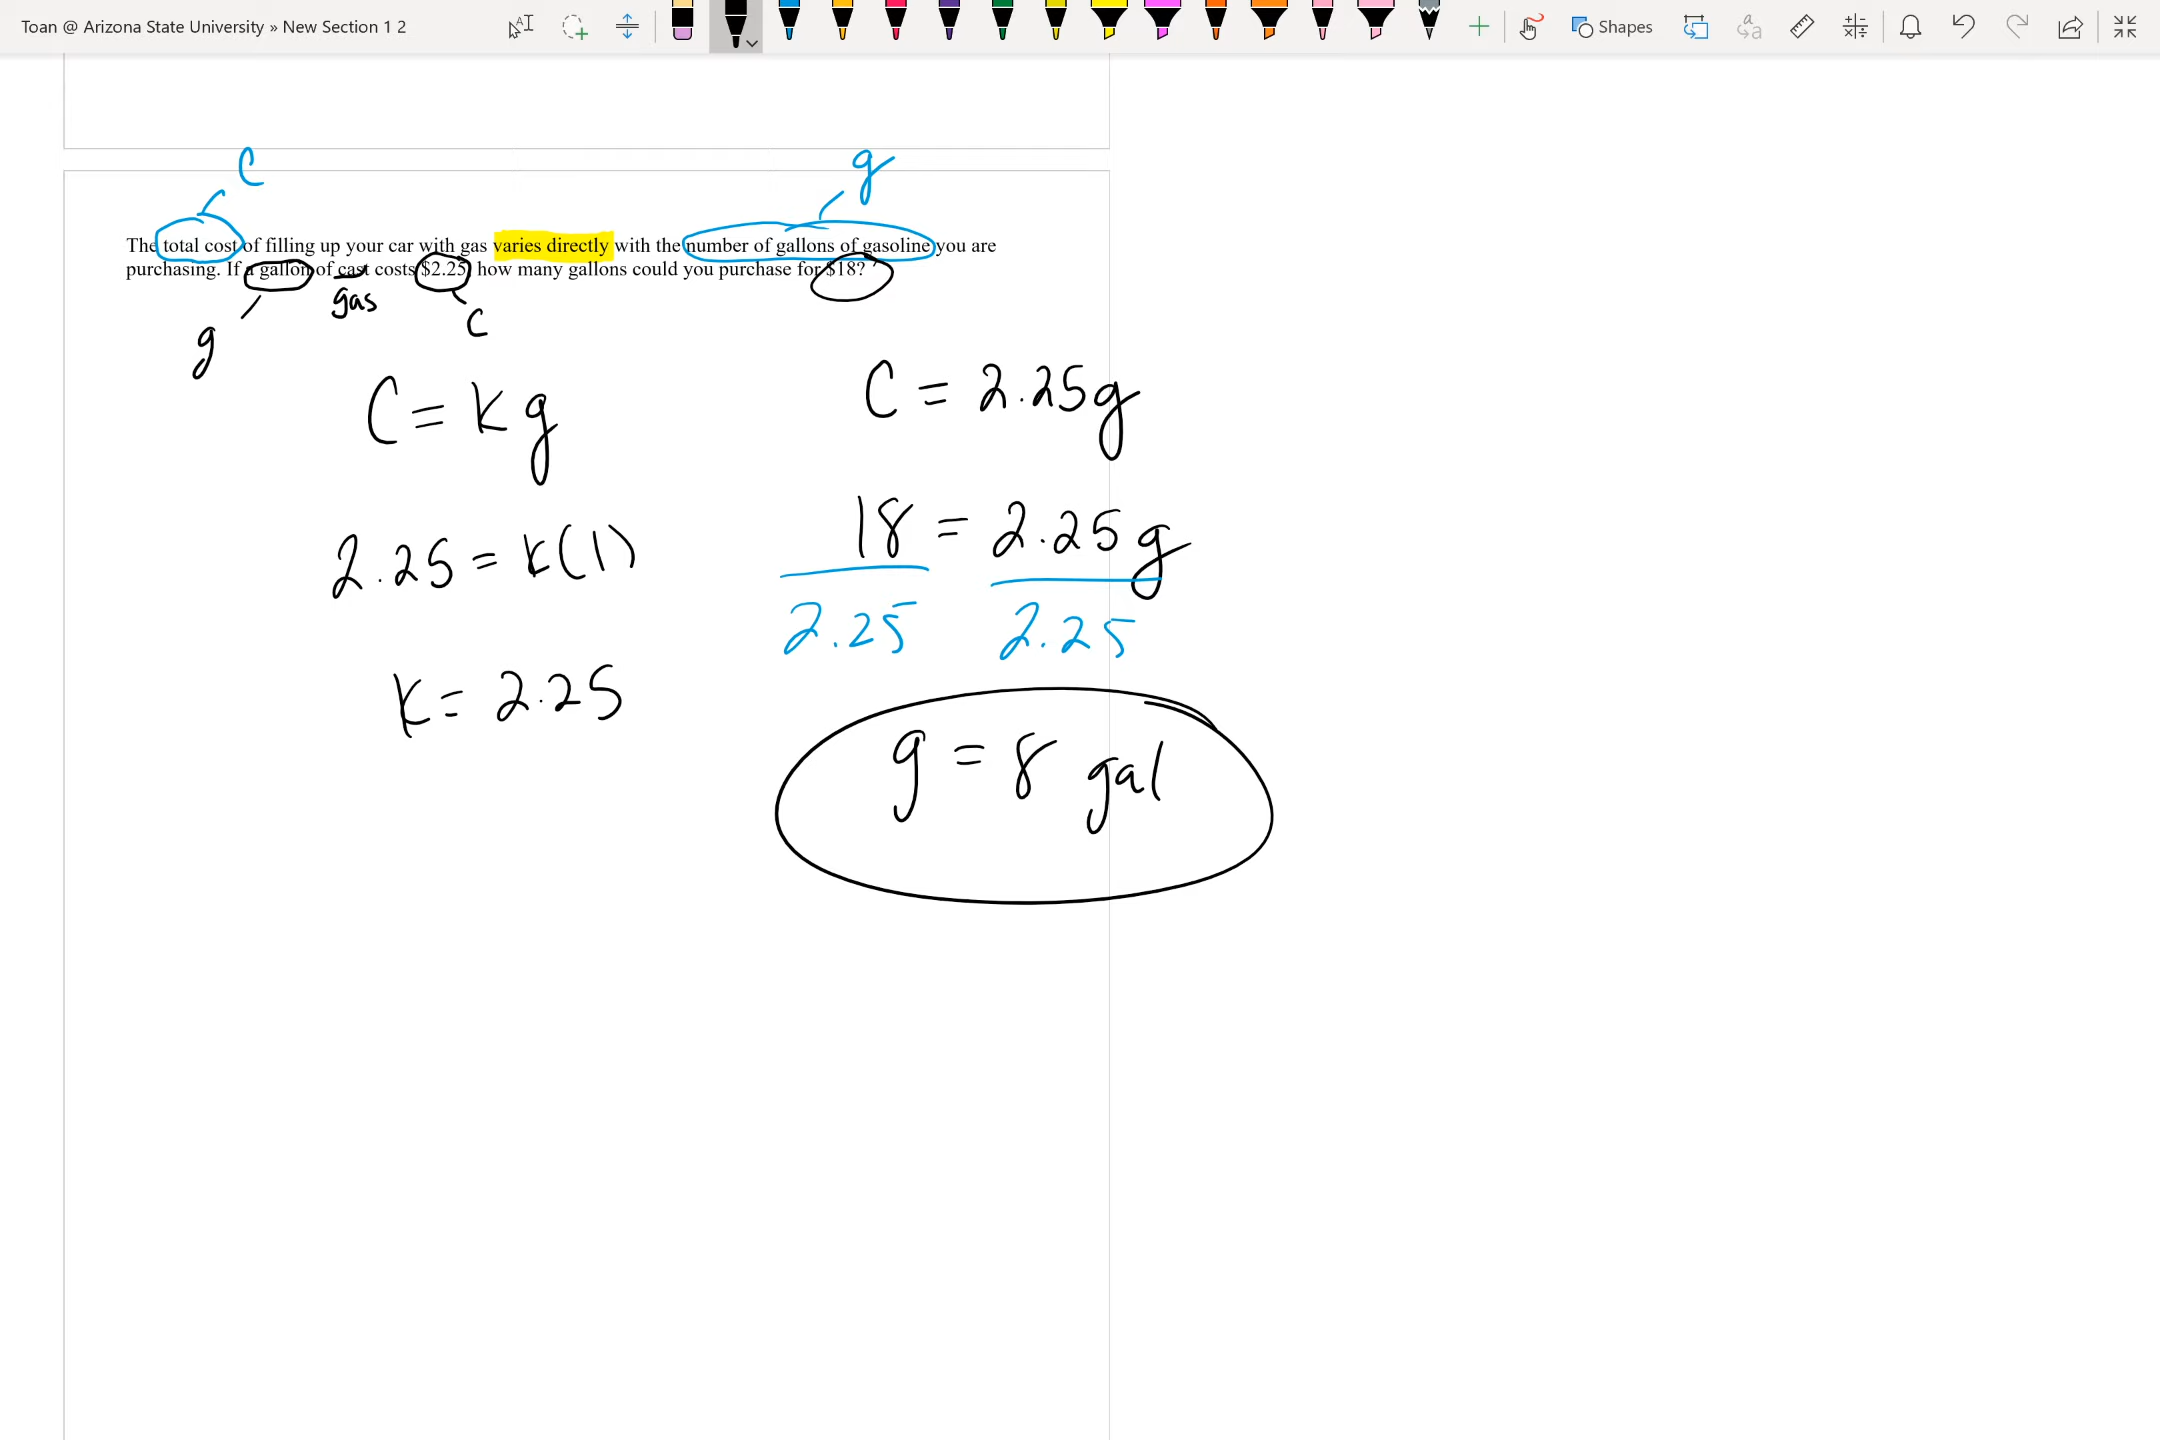 Toan @ Arizona State University » New Section 1 2
Shapes
C
g
The total cost of filling up your car with gas varies directly with the number of gallons of gasoline you are
purchasing. If a gallon of cast costs $2.25, how many gallons could you purchase for $18?
gas
g
C
C = kg
2.25 = k(1)
k = 2.25
C = 2.25g
18 = 2.25g
2.25 2.25
g = 8 gal